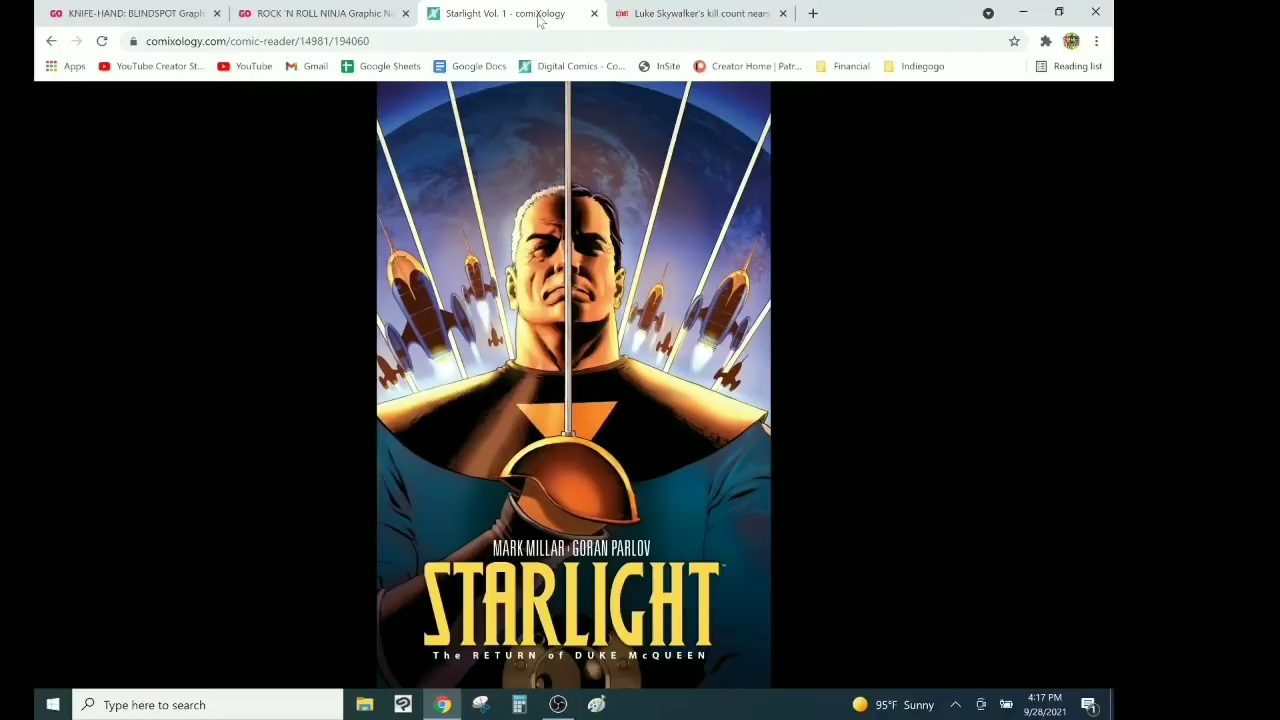 KNIFE-HAND: BLINDSPOT Graph
ROCK 'N ROLL NINJA Graphic No
Starlight Vol. 1 - comiXology
cnet Luke Skywalker's kill count nears
comixology.com/comic-reader/14981/194060
Apps
YouTube Creator St...
YouTube
Gmail
Google Sheets
Google Docs
Digital Comics - Co...
InSite
Creator Home | Patr...
Financial
Indiegogo
Reading list
MARK MILLAR · GORAN PARLOV
STARLIGHT™
The RETURN of DUKE McQUEEN
Type here to search
95°F Sunny
4:17 PM
9/28/2021